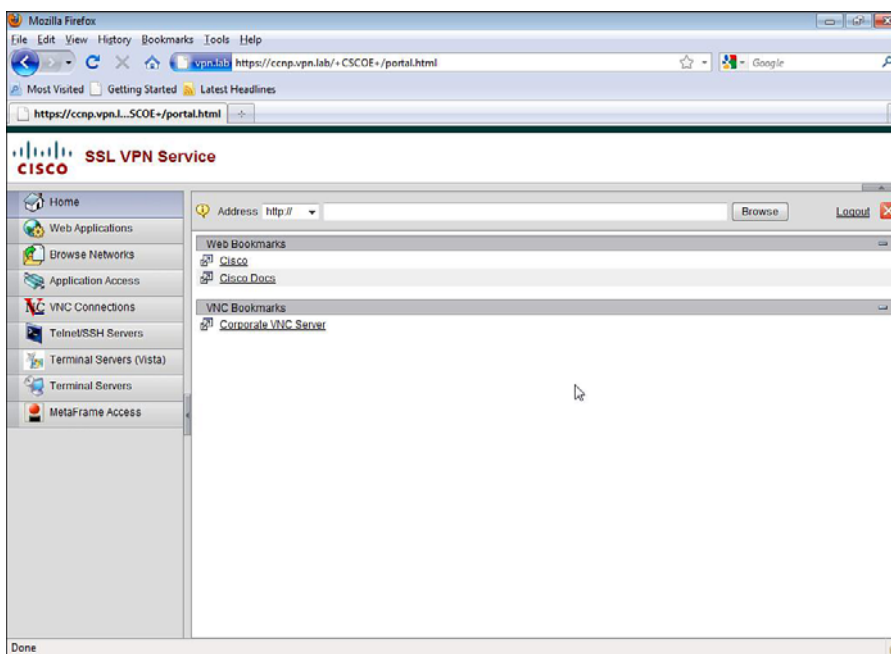 Mozilla Firefox
File Edit View History Bookmarks Tools Help
vpn.lab https://ccnp.vpn.lab/+CSCOE+/portal.html
Google
Most Visited Getting Started Latest Headlines
https://ccnp.vpn.l...SCOE+/portal.html
CISCO SSL VPN Service
Home
Address http:// Browse Logout
Web Applications
Browse Networks
Application Access
VNC Connections
Telnet/SSH Servers
Terminal Servers (Vista)
Terminal Servers
MetaFrame Access
Web Bookmarks
Cisco
Cisco Docs
VNC Bookmarks
Corporate VNC Server
Done